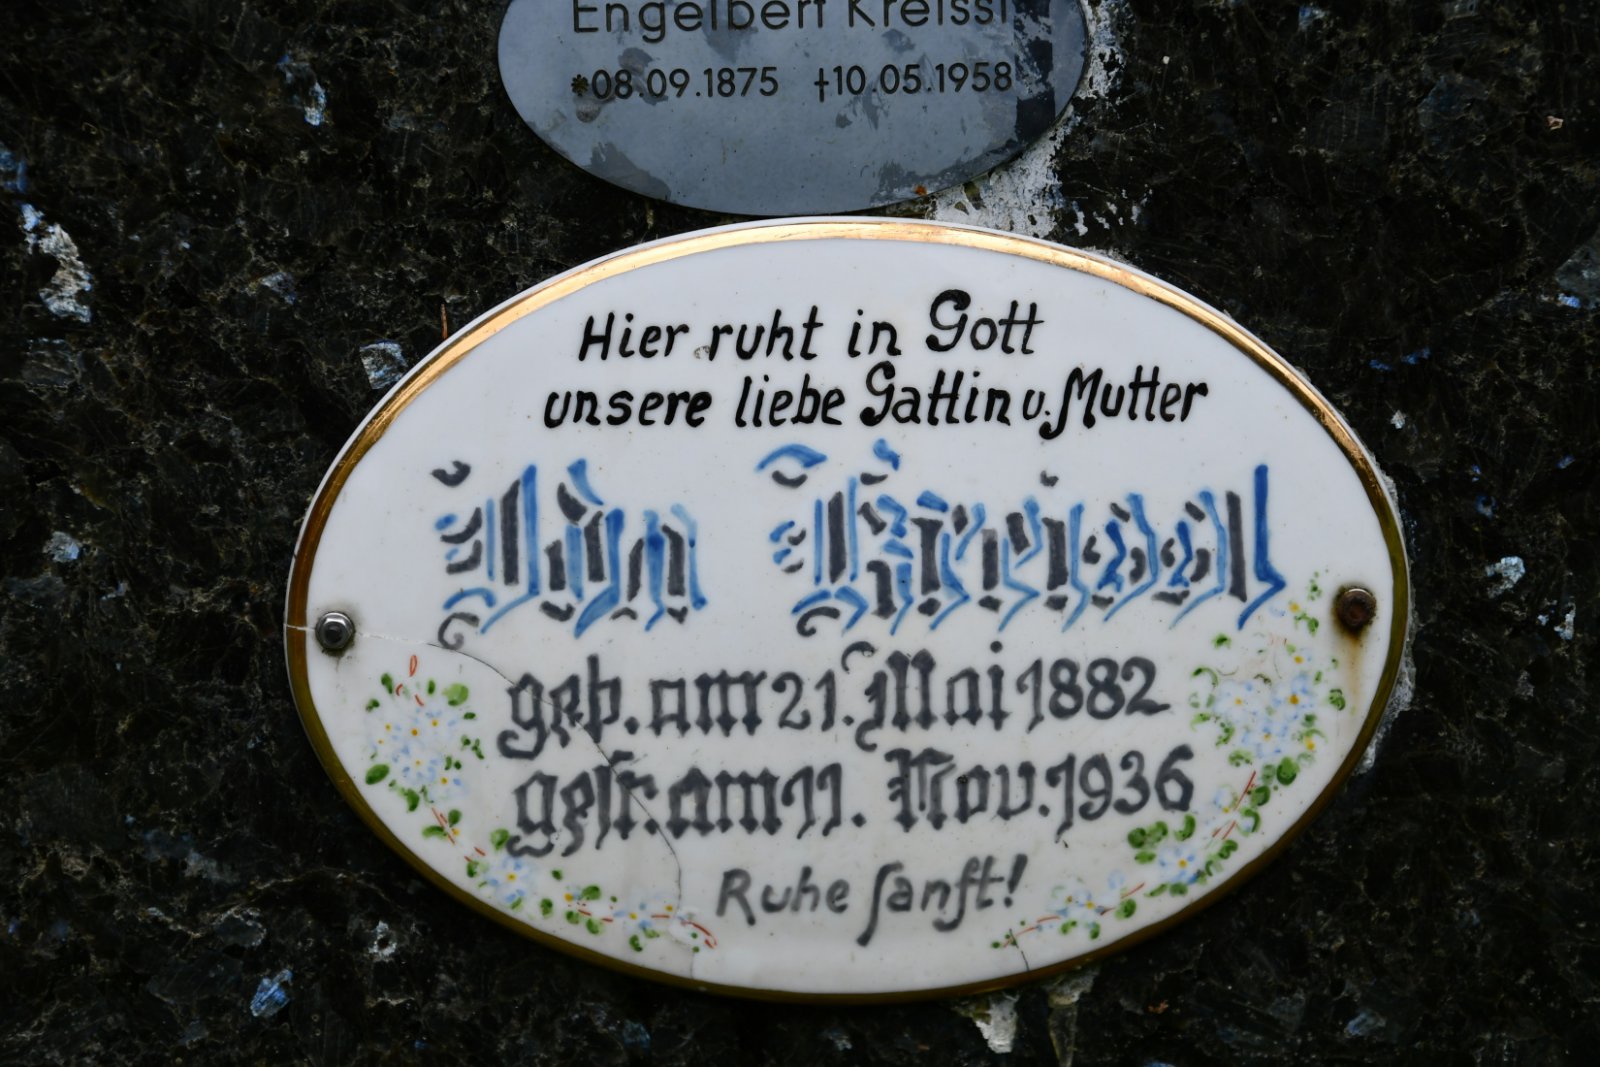 Engelbert Kreissl
*08.09.1875 †10.05.1958
Hier ruht in Gott
unsere liebe Gattin u. Mutter
Ida Kreissl
geb. am 21. Mai 1882
gest. am 11. Nov. 1936
Ruhe sanft!